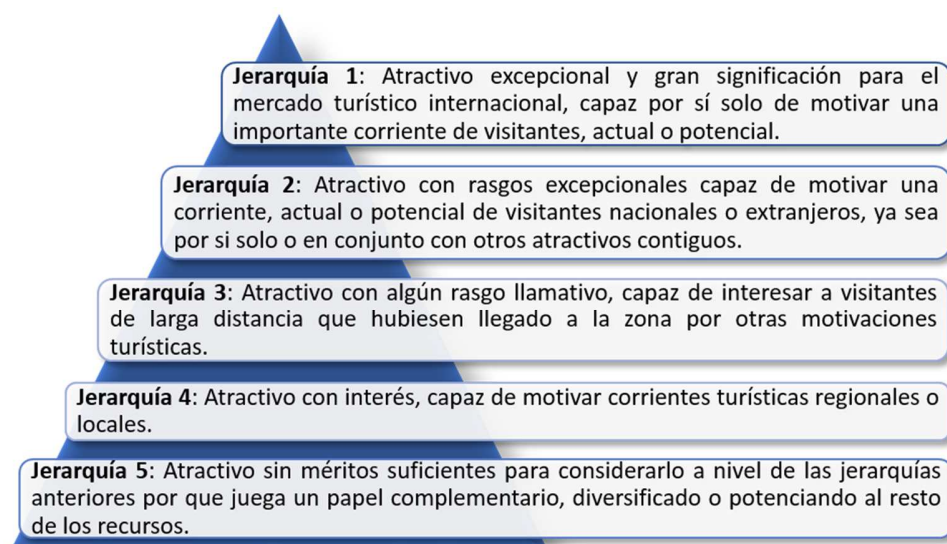 Jerarquía 1: Atractivo excepcional y gran significación para el
mercado turístico internacional, capaz por sí solo de motivar una
importante corriente de visitantes, actual o potencial.
Jerarquía 2: Atractivo con rasgos excepcionales capaz de motivar una
corriente, actual o potencial de visitantes nacionales o extranjeros, ya sea
por si solo o en conjunto con otros atractivos contiguos.
Jerarquía 3: Atractivo con algún rasgo llamativo, capaz de interesar a visitantes
de larga distancia que hubiesen llegado a la zona por otras motivaciones
turísticas.
Jerarquía 4: Atractivo con interés, capaz de motivar corrientes turísticas regionales o
locales.
Jerarquía 5: Atractivo sin méritos suficientes para considerarlo a nivel de las jerarquías
anteriores por que juega un papel complementario, diversificado o potenciando al resto
de los recursos.